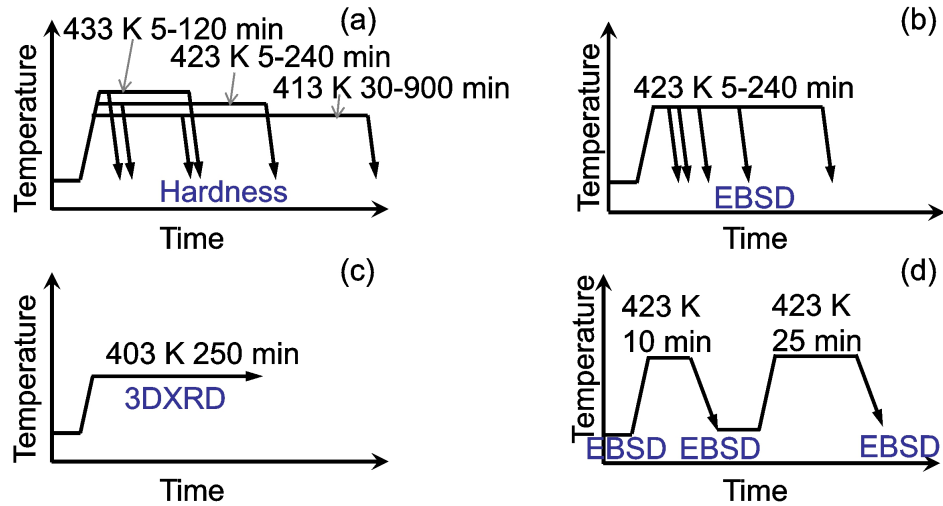 (a)
433 K 5-120 min
423 K 5-240 min
413 K 30-900 min
Temperature
Hardness
Time
(b)
423 K 5-240 min
Temperature
EBSD
Time
(c)
403 K 250 min
Temperature
3DXRD
Time
(d)
423 K
10 min
423 K
25 min
Temperature
EBSD
EBSD
EBSD
Time